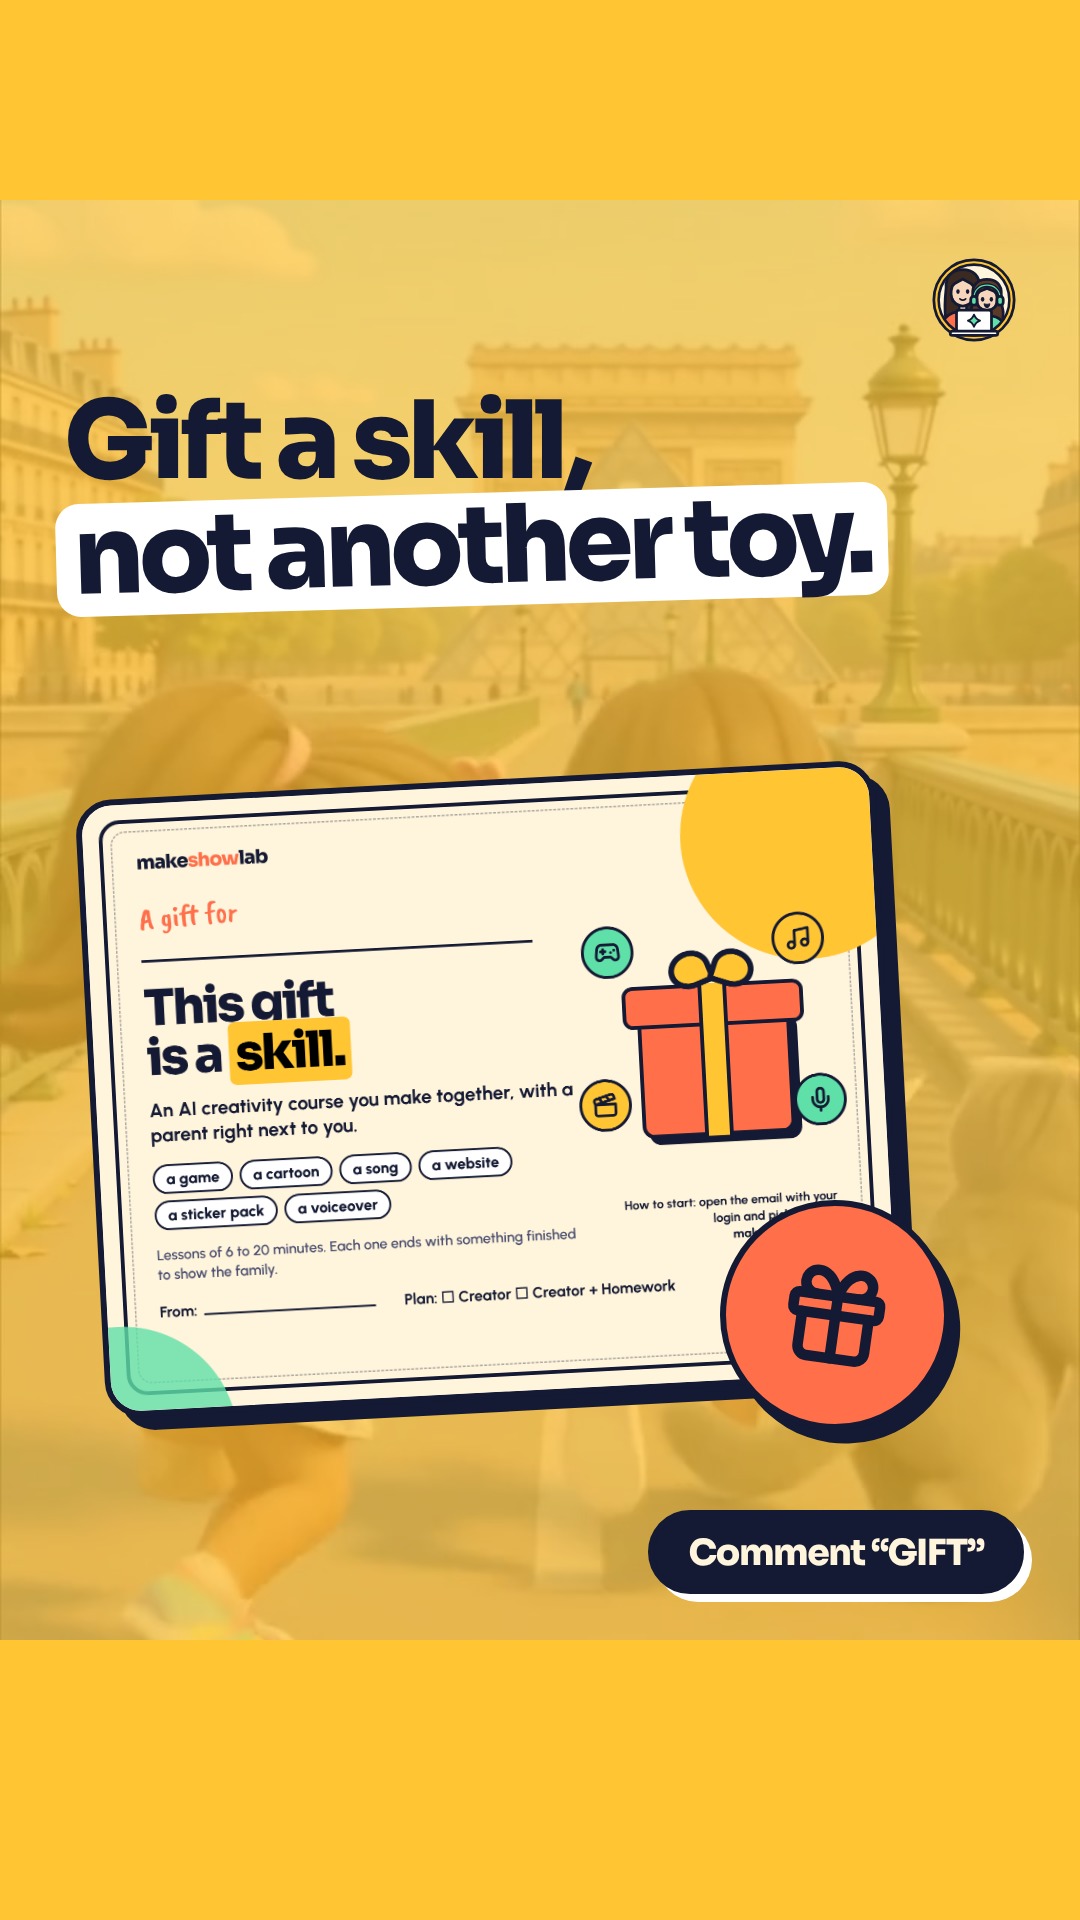 Gift a skill,
not another toy.
makeshowlab
A gift for
This gift
is a skill.
An AI creativity course you make together, with a
parent right next to you.
a game
a cartoon
a song
a website
a sticker pack
a voiceover
Lessons of 6 to 20 minutes. Each one ends with something finished
to show the family.
How to start: open the email with your
login and
From:
Plan: ☐ Creator ☐ Creator + Homework
Comment “GIFT”